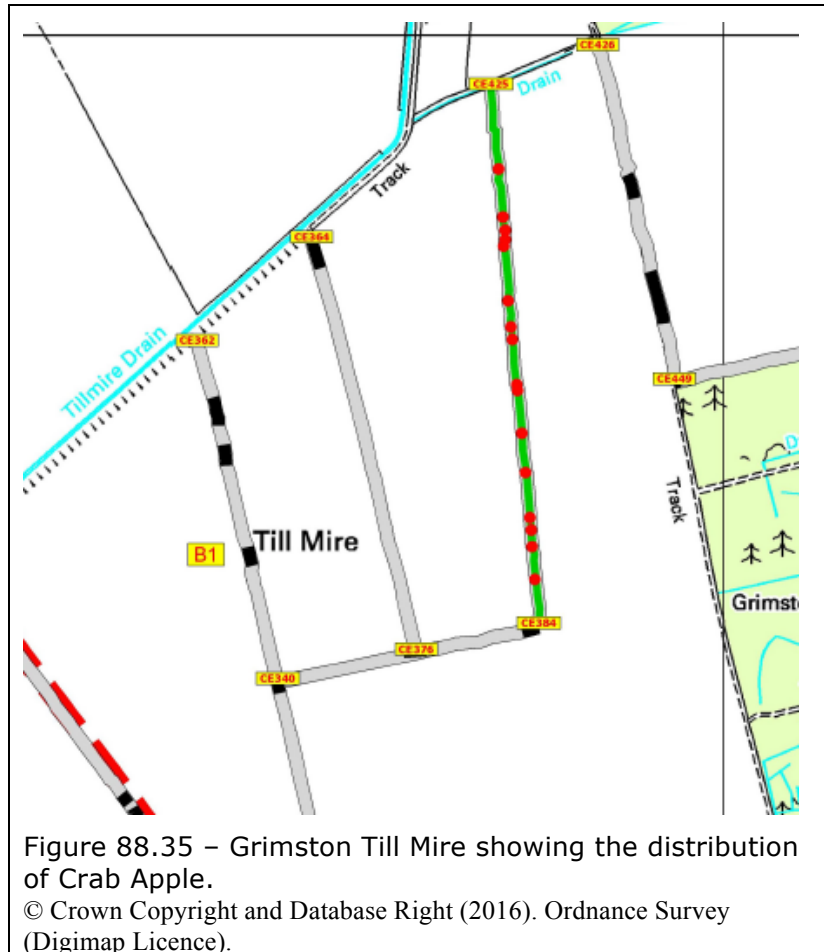 CE426
CE425
Drain
Track
CE364
CE362
Tillmire Drain
CE449
Track
B1
Till Mire
Grimst
CE384
CE376
CE340
Figure 88.35 – Grimston Till Mire showing the distribution
of Crab Apple.
© Crown Copyright and Database Right (2016). Ordnance Survey
(Digimap Licence).